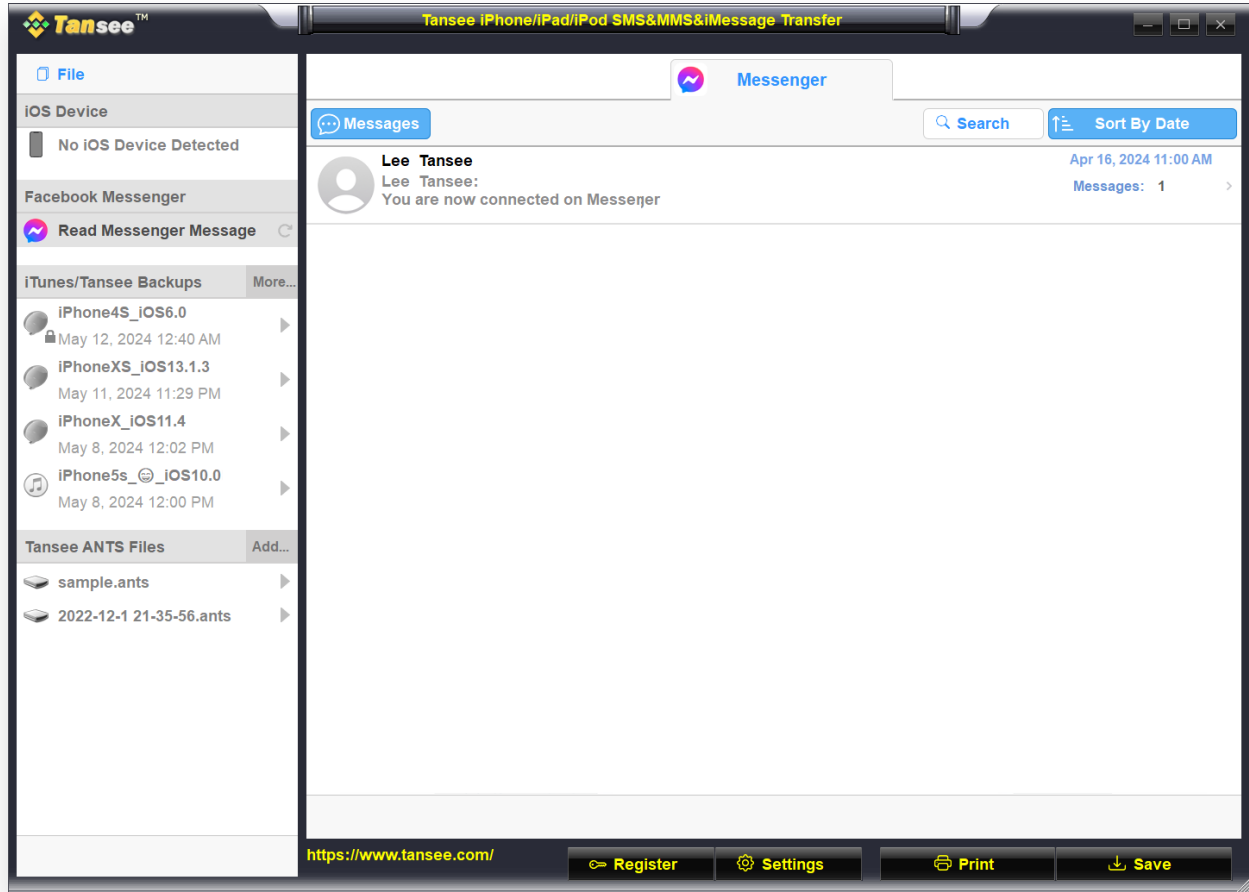 Tansee™
Tansee iPhone/iPad/iPod SMS&MMS&iMessage Transfer
File
iOS Device
No iOS Device Detected
Facebook Messenger
Read Messenger Message
iTunes/Tansee Backups More...
iPhone4S_iOS6.0
May 12, 2024 12:40 AM
iPhoneXS_iOS13.1.3
May 11, 2024 11:29 PM
iPhoneX_iOS11.4
May 8, 2024 12:02 PM
iPhone5s_😄_iOS10.0
May 8, 2024 12:00 PM
Tansee ANTS Files Add...
sample.ants
2022-12-1 21-35-56.ants
Messenger
Messages
Search
Sort By Date
Lee Tansee
Apr 16, 2024 11:00 AM
Lee Tansee:
Messages: 1
You are now connected on Messenjer
https://www.tansee.com/
Register
Settings
Print
Save